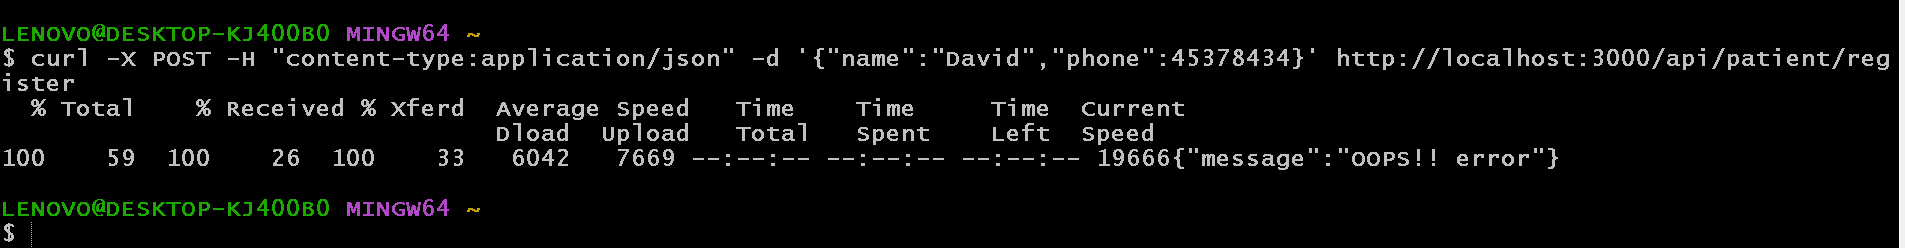 LENOVO@DESKTOP-KJ400B0 MINGW64 ~
$ curl -X POST -H "content-type:application/json" -d '{"name":"David","phone":45378434}' http://localhost:3000/api/patient/reg
ister
  % Total    % Received % Xferd  Average Speed   Time    Time     Time  Current
                                 Dload  Upload   Total   Spent    Left  Speed
100    59  100    26  100    33   6042   7669 --:--:-- --:--:-- --:--:-- 19666{"message":"OOPS!! error"}
LENOVO@DESKTOP-KJ400B0 MINGW64 ~
$